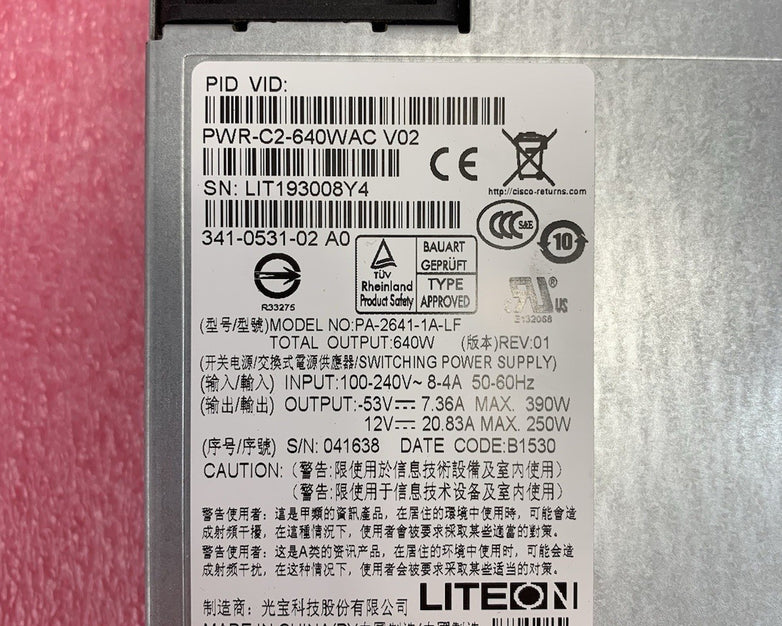 PID VID:
PWR-C2-640WAC V02
SN: LIT193008Y4
http://cisco-returns.com
341-0531-02 A0
CCC S&E
10
R33275
TÜV
Rheinland
Product Safety
BAUART
GEPRÜFT
TYPE
APPROVED
US
E132068
(型号/型號)MODEL NO:PA-2641-1A-LF
TOTAL OUTPUT:640W (版本)REV:01
(开关电源/交換式電源供應器/SWITCHING POWER SUPPLY)
(输入/輸入) INPUT:100-240V~ 8-4A 50-60Hz
(输出/輸出) OUTPUT:-53V⎓ 7.36A MAX. 390W
12V⎓ 20.83A MAX. 250W
(序号/序號) S/N: 041638 DATE CODE:B1530
CAUTION: (警告:限使用於信息技術設備及室內使用)
(警告:限使用于信息技术设备及室内使用)
警告使用者: 這是甲類的資訊產品, 在居住的環境中使用時, 可能會造
成射頻干擾, 在這種情況下, 使用者會被要求採取某些適當的對策。
警告使用者: 这是A类的资讯产品, 在居住的环境中使用时, 可能会造
成射频干扰, 在这种情况下, 使用者会被要求采取某些适当的对策。
制造商: 光宝科技股份有限公司 LITEON